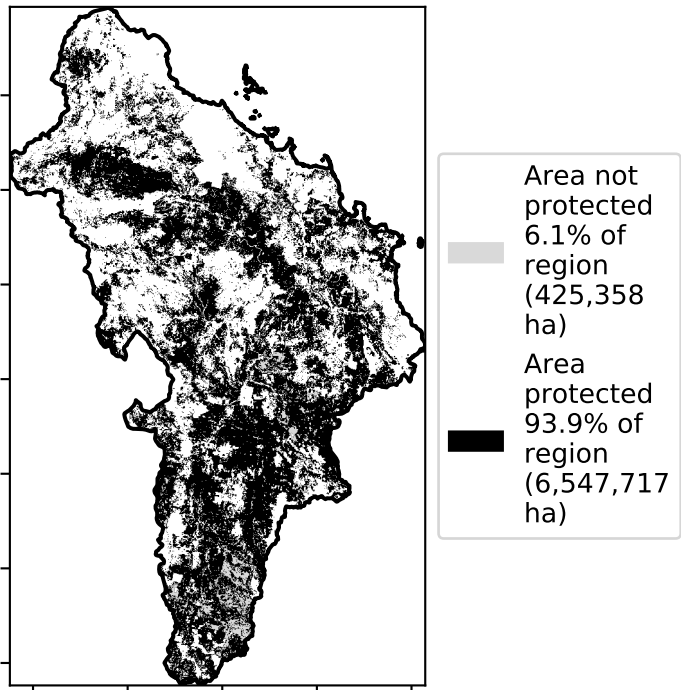 Area not
protected
6.1% of
region
(425,358
ha)
Area
protected
93.9% of
region
(6,547,717
ha)